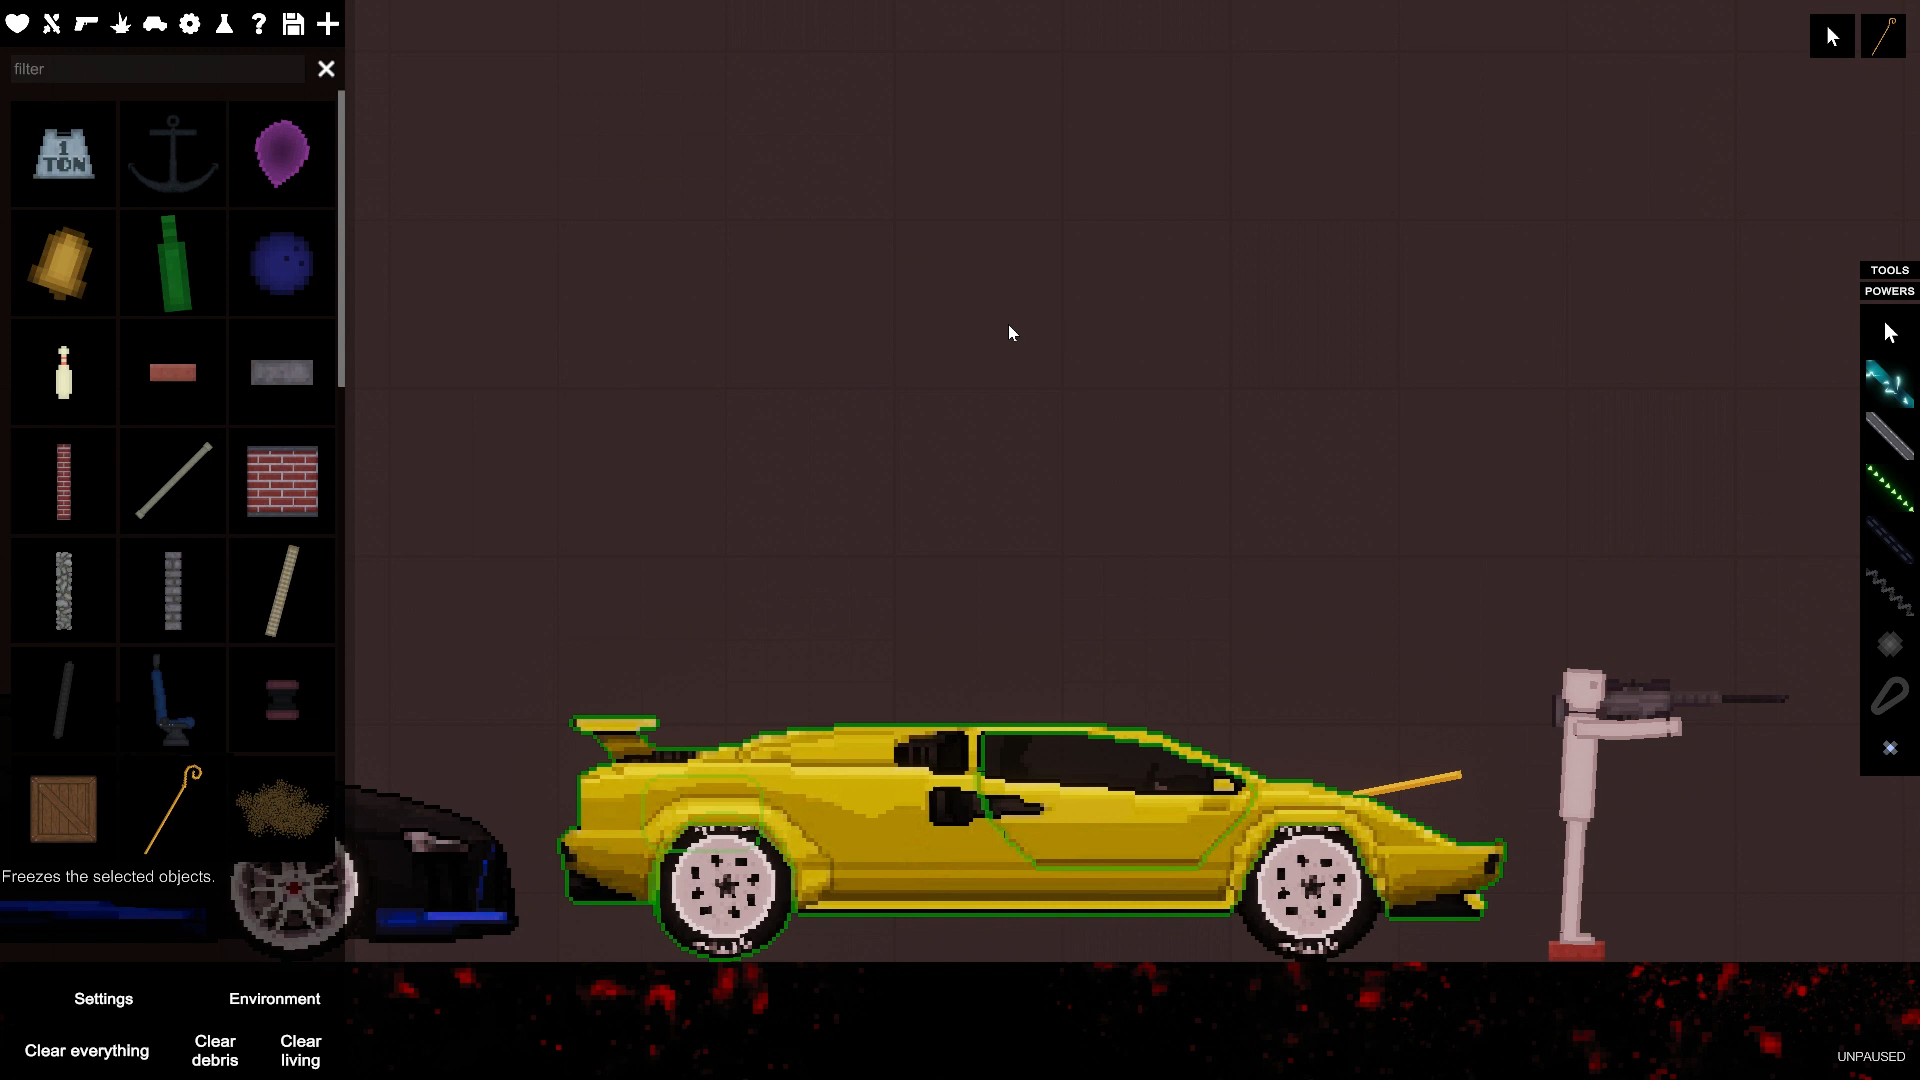 filter
1
TON
TOOLS
POWERS
Freezes the selected objects.
Settings
Environment
Clear everything
Clear
debris
Clear
living
UNPAUSED